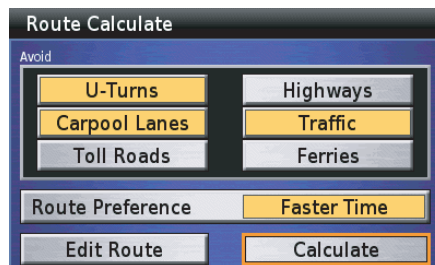 Route Calculate
Avoid
U-Turns Highways
Carpool Lanes Traffic
Toll Roads Ferries
Route Preference Faster Time
Edit Route Calculate